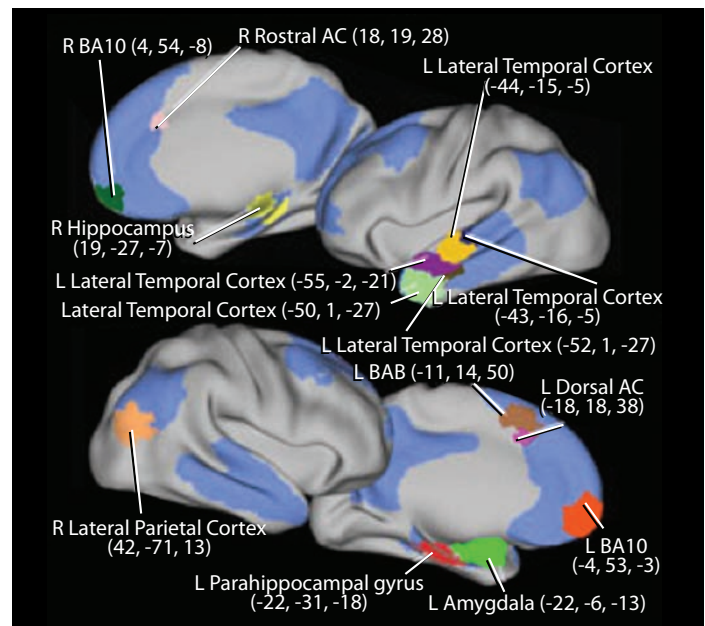 R BA10 (4, 54, -8)
R Rostral AC (18, 19, 28)
L Lateral Temporal Cortex
(-44, -15, -5)
R Hippocampus
(19, -27, -7)
L Lateral Temporal Cortex (-55, -2, -21)
Lateral Temporal Cortex (-50, 1, -27)
L Lateral Temporal Cortex
(-43, -16, -5)
L Lateral Temporal Cortex (-52, 1, -27)
L BAB (-11, 14, 50)
L Dorsal AC
(-18, 18, 38)
R Lateral Parietal Cortex
(42, -71, 13)
L BA10
(-4, 53, -3)
L Parahippocampal gyrus
(-22, -31, -18)
L Amygdala (-22, -6, -13)